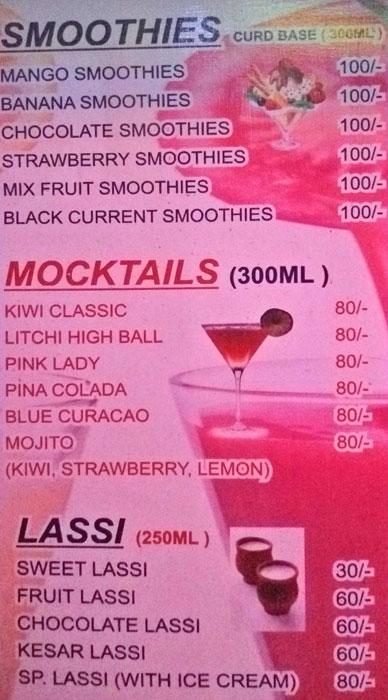 SMOOTHIES CURD BASE ( 300ML )
MANGO SMOOTHIES 100/-
BANANA SMOOTHIES 100/-
CHOCOLATE SMOOTHIES 100/-
STRAWBERRY SMOOTHIES 100/-
MIX FRUIT SMOOTHIES 100/-
BLACK CURRENT SMOOTHIES 100/-
MOCKTAILS (300ML )
KIWI CLASSIC 80/-
LITCHI HIGH BALL 80/-
PINK LADY 80/-
PINA COLADA 80/-
BLUE CURACAO 80/-
MOJITO 80/-
(KIWI, STRAWBERRY, LEMON)
LASSI (250ML )
SWEET LASSI 30/-
FRUIT LASSI 60/-
CHOCOLATE LASSI 60/-
KESAR LASSI 60/-
SP. LASSI (WITH ICE CREAM) 80/-